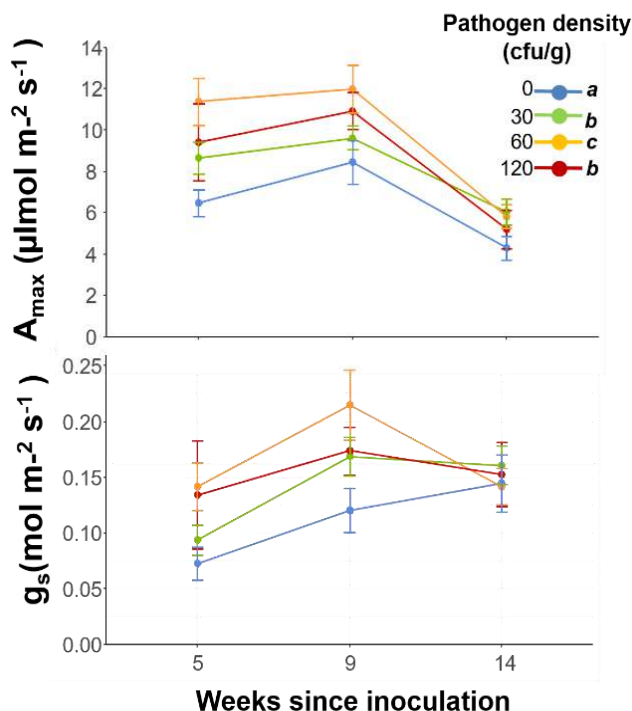 Pathogen density
(cfu/g)
0 a
30 b
60 c
120 b
A_max (µlmol m-² s⁻¹)
14
12
10
8
6
4
2
0
g_s(mol m-² s⁻¹)
0.25
0.20
0.15
0.10
0.05
0.00
5 9 14
Weeks since inoculation